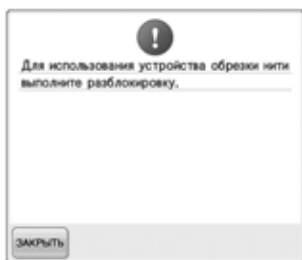 Для использования устройства обрезки нити
выполните разблокировку.
ЗАКРЫТЬ